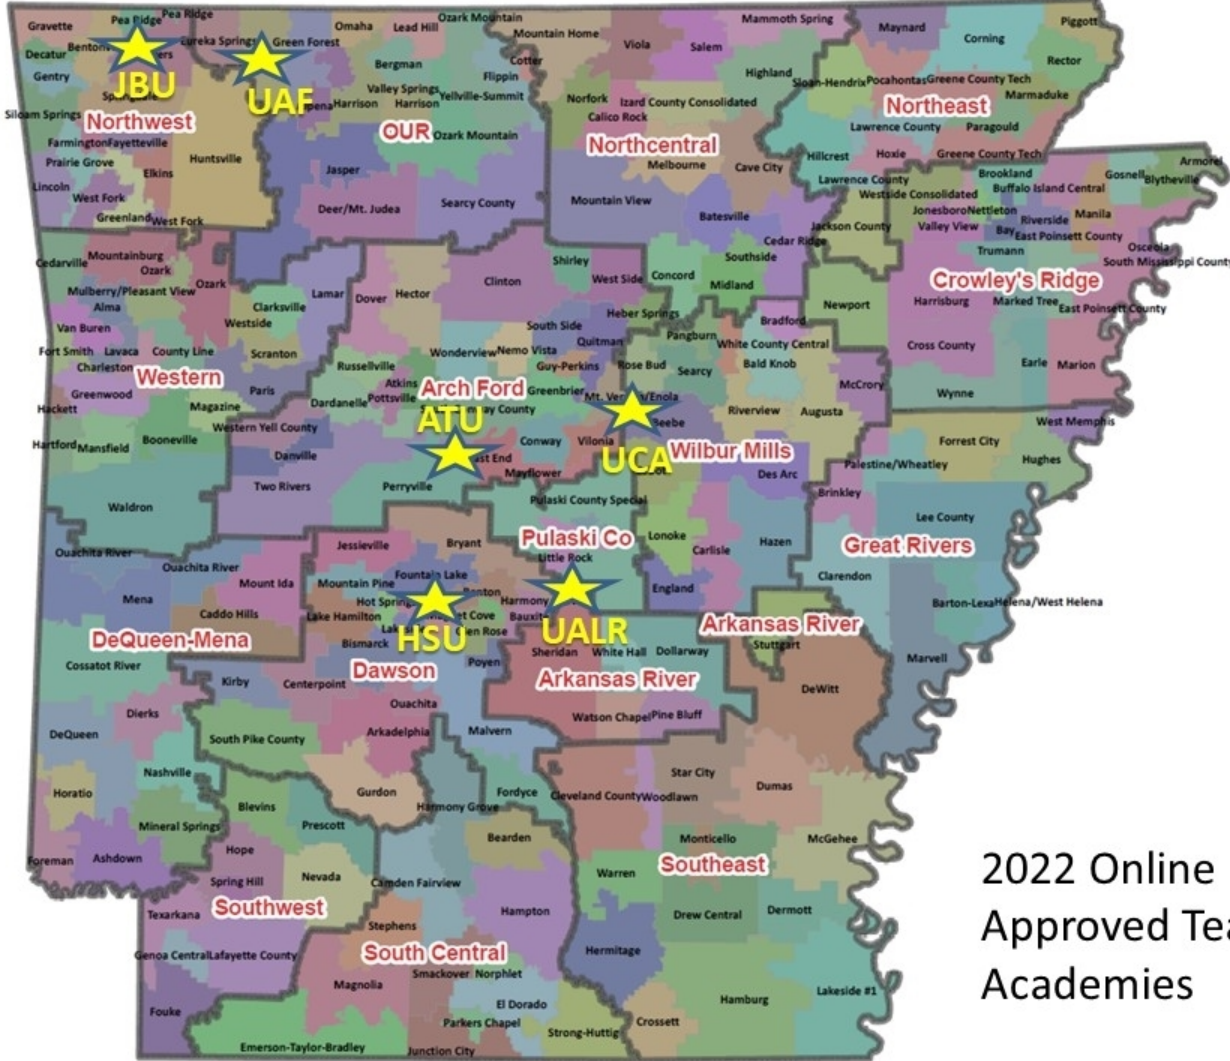 Gravette
Pea Ridge
Pea Ridge
Eureka Springs
Green Forest
Omaha
Lead Hill
Ozark Mountain
Mountain Home
Mammoth Spring
Maynard
Piggott
Corning
Decatur
JBU
Gentry
UAF
Bergman
Cotter
Viola
Salem
Flippin
Highland
Sloan-Hendrix
Pocahontas
Greene County Tech
Rector
Valley Springs
Yellville-Summit
Harrison
Harrison
Norfork
Izard County Consolidated
Calico Rock
Marmaduke
Northeast
Siloam Springs
Northwest
OUR
Ozark Mountain
Northcentral
Lawrence County
Paragould
Farmington
Fayetteville
Prairie Grove
Huntsville
Elkins
Jasper
Melbourne
Cave City
Hillcrest
Hoxie
Greene County Tech
Armorel
Lincoln
West Fork
Greenland
West Fork
Deer/Mt. Judea
Searcy County
Mountain View
Batesville
Lawrence County
Brookland
Gosnell
Blytheville
Westside Consolidated
Buffalo Island Central
Jonesboro
Nettleton
Riverside
Manila
Jackson County
Valley View
Bay
East Poinsett County
Osceola
Cedar Ridge
Trumann
South Mississippi County
Cedarville
Mountainburg
Ozark
Mulberry/Pleasant View
Ozark
Alma
Lamar
Clarksville
Westside
Dover
Hector
Clinton
Shirley
West Side
Concord
Southside
Midland
Crowley's Ridge
Harrisburg
Marked Tree
East Poinsett County
Newport
Heber Springs
Van Buren
South Side
Quitman
Pangburn
Bradford
White County Central
Cross County
Fort Smith
Lavaca
County Line
Scranton
Charleston
Western
Greenwood
Paris
Hackett
Magazine
Russellville
Wonderview
Nemo Vista
Guy-Perkins
Rose Bud
Searcy
Bald Knob
Earle
Marion
Atkins
Arch Ford
Greenbrier
McCrory
Wynne
Dardanelle
Pottsville
ATU
Riverview
Augusta
West Memphis
Hartford
Mansfield
Booneville
Western Yell County
Danville
Conway
Vilonia
UCA
Wilbur Mills
Forrest City
Hughes
Palestine/Wheatley
Two Rivers
Perryville
Mayflower
Des Arc
Brinkley
Waldron
Pulaski County Special
Lee County
Pulaski Co
Lonoke
Carlisle
Hazen
Great Rivers
Ouachita River
Ouachita River
Jessieville
Bryant
Little Rock
Mena
Mount Ida
Mountain Pine
Fountain Lake
England
Clarendon
Caddo Hills
Lake Hamilton
Barton-Lexa
Helena/West Helena
DeQueen-Mena
Bismarck
HSU
Glen Rose
UALR
Arkansas River
Stuttgart
Cossatot River
Kirby
Dawson
Centerpoint
Poyen
Sheridan
White Hall
Dollarway
Arkansas River
Marvell
DeWitt
Dierks
Ouachita
Watson Chapel
Pine Bluff
DeQueen
South Pike County
Arkadelphia
Malvern
Nashville
Star City
Dumas
Horatio
Gurdon
Fordyce
Cleveland County
Woodlawn
Blevins
Harmony Grove
Mineral Springs
Prescott
Bearden
Monticello
McGehee
Foreman
Ashdown
Hope
Southeast
Spring Hill
Nevada
Camden Fairview
Warren
Texarkana
Southwest
Hampton
Drew Central
Dermott
Stephens
Genoa Central
Lafayette County
South Central
Hermitage
Smackover
Norphlet
Magnolia
El Dorado
Hamburg
Lakeside #1
Fouke
Parkers Chapel
Crossett
Strong-Huttig
Emerson-Taylor-Bradley
Junction City
2022 Online
Approved Tea
Academies